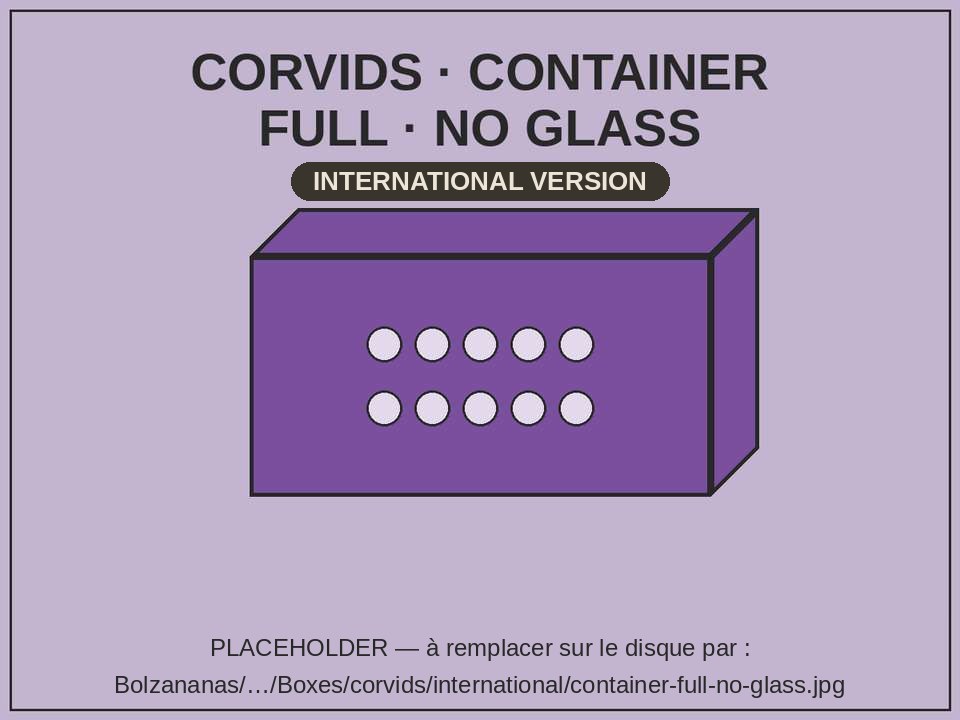 CORVIDS · CONTAINER
FULL · NO GLASS
INTERNATIONAL VERSION
PLACEHOLDER — à remplacer sur le disque par :
Bolzananas/…/Boxes/corvids/international/container-full-no-glass.jpg